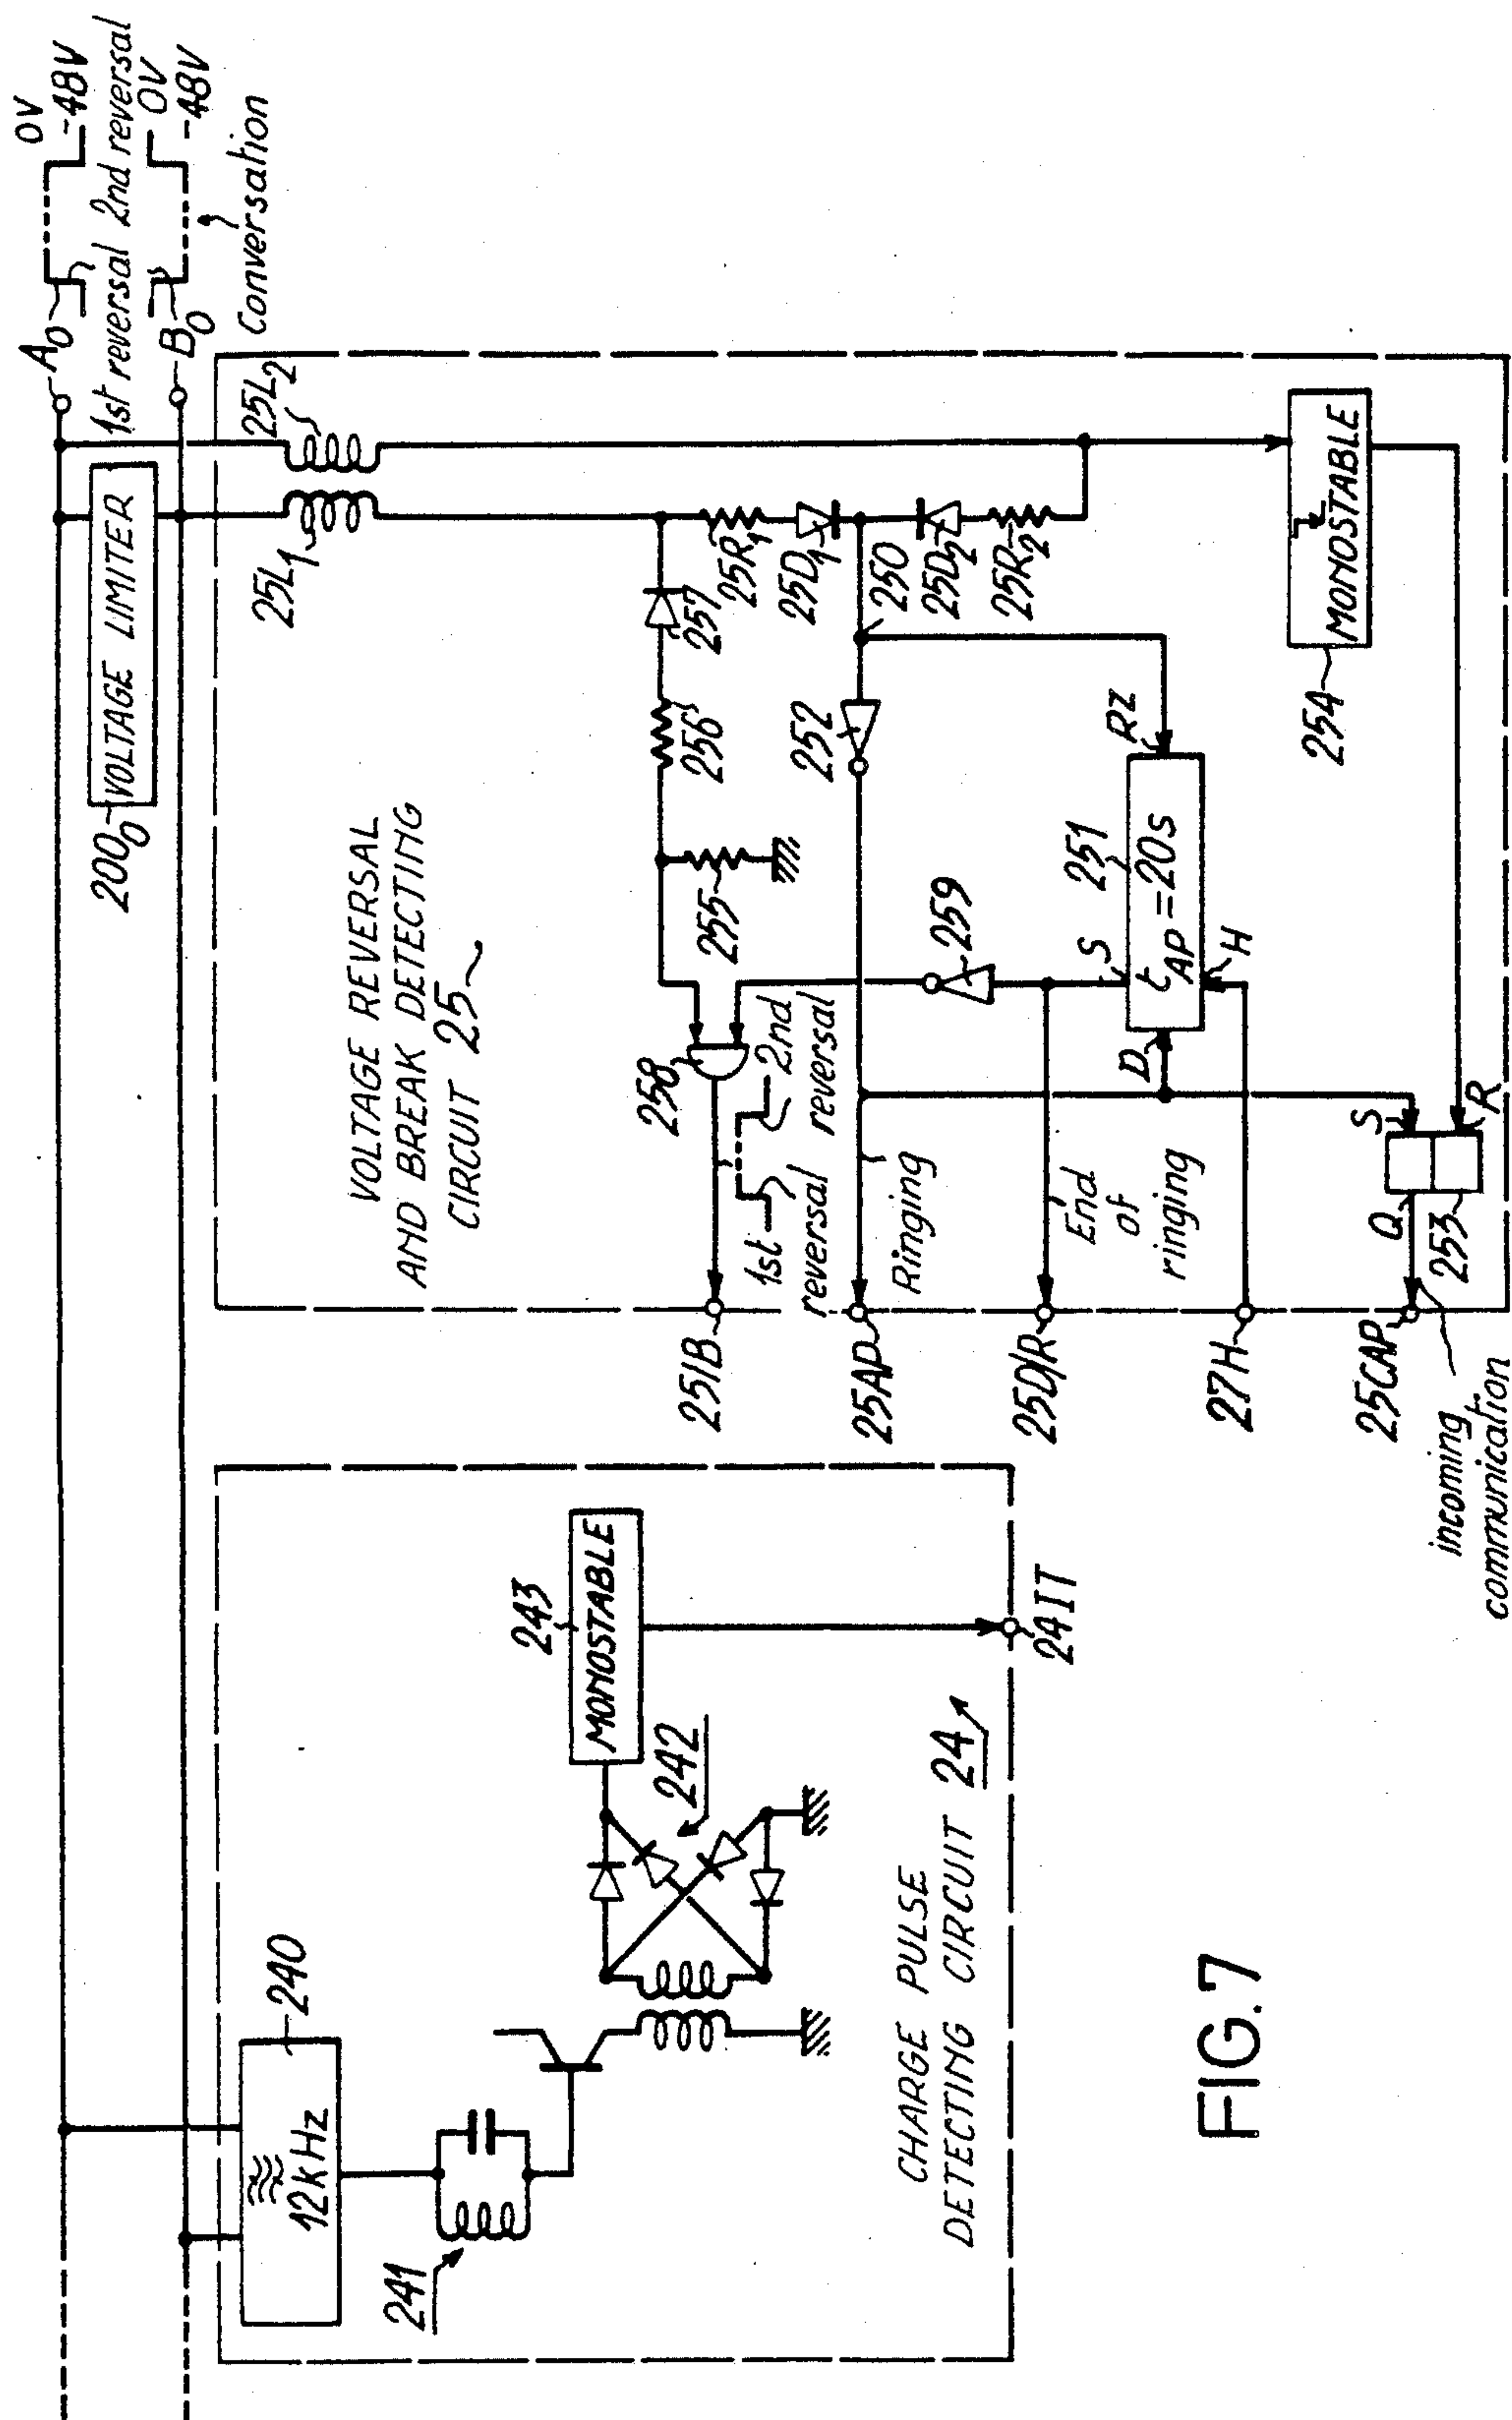 0V
-48V
A0
1st reversal 2nd reversal
0V
B0
-48V
Conversation
VOLTAGE LIMITER
2000
25L2
25L1
VOLTAGE REVERSAL
AND BREAK DETECTING
CIRCUIT 25
257
256
255
25R1
25D1
250
25D2
25R2
252
258
259
1st
reversal
2nd
reversal
S
251
tAP = 20s
RZ
D
H
MONOSTABLE
254
Ringing
End
of
ringing
S
R
Q
253
25IB
25AP
25D/R
27H
25CAP
incoming
communication
240
12kHz
241
242
243
MONOSTABLE
24IT
CHARGE PULSE
DETECTING CIRCUIT 24
FIG.7